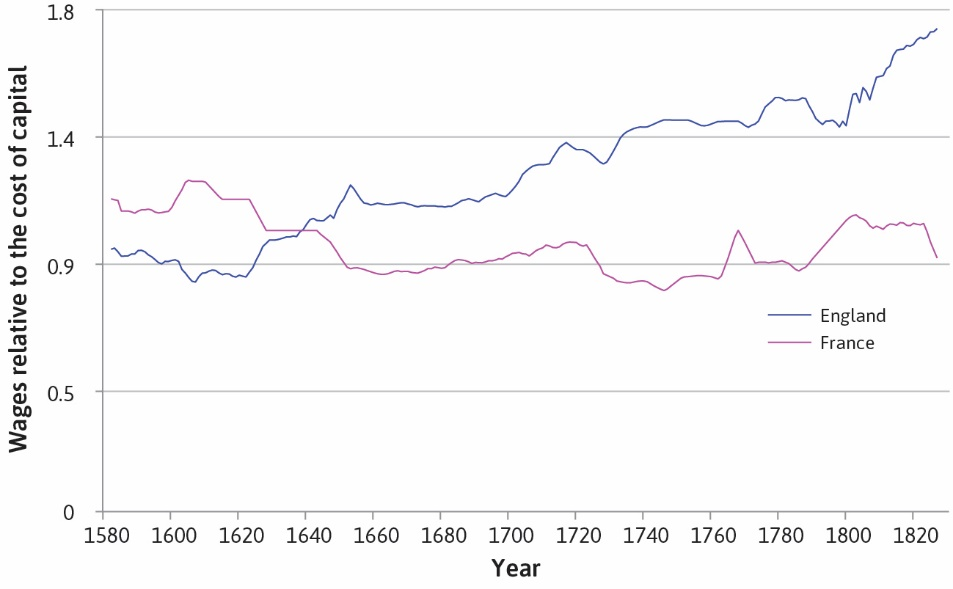 1.8
1.4
0.9
0.5
0
Wages relative to the cost of capital
England
France
1580 1600 1620 1640 1660 1680 1700 1720 1740 1760 1780 1800 1820
Year